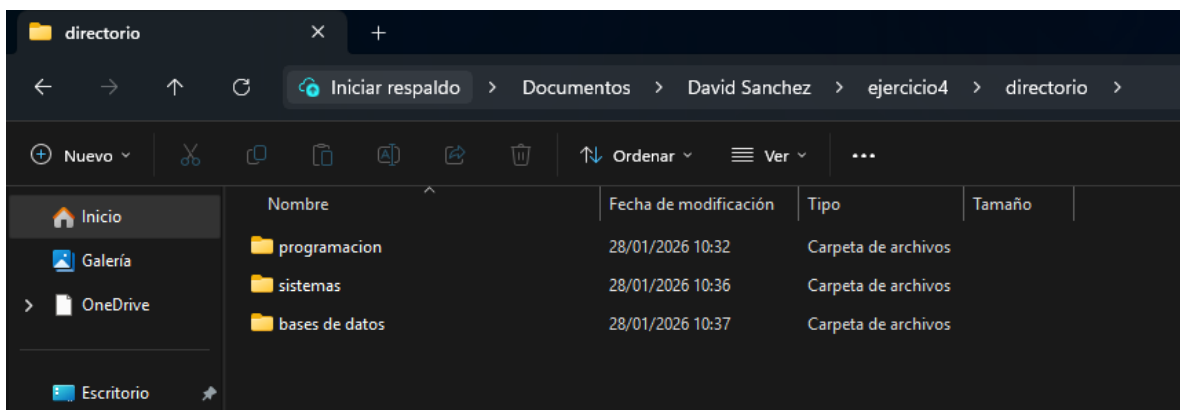 directorio
Iniciar respaldo > Documentos > David Sanchez > ejercicio4 > directorio >
Nuevo Ordenar Ver ...
Inicio
Galería
OneDrive
Escritorio
Nombre Fecha de modificación Tipo Tamaño
programacion 28/01/2026 10:32 Carpeta de archivos
sistemas 28/01/2026 10:36 Carpeta de archivos
bases de datos 28/01/2026 10:37 Carpeta de archivos